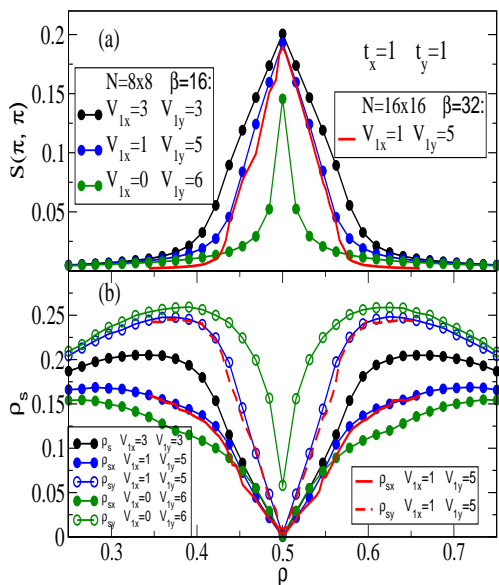 (a)
t_x=1 t_y=1
N=8x8 β=16:
V_1x=3 V_1y=3
V_1x=1 V_1y=5
V_1x=0 V_1y=6
N=16x16 β=32:
V_1x=1 V_1y=5
S(π, π)
0.2
0.15
0.1
0.05
(b)
ρ_s
0.25
0.2
0.15
0.1
0.05
0
ρ_s V_1x=3 V_1y=3
ρ_sx V_1x=1 V_1y=5
ρ_sy V_1x=1 V_1y=5
ρ_sx V_1x=0 V_1y=6
ρ_sy V_1x=0 V_1y=6
ρ_sx V_1x=1 V_1y=5
ρ_sy V_1x=1 V_1y=5
0.3 0.4 0.5 0.6 0.7
ρ